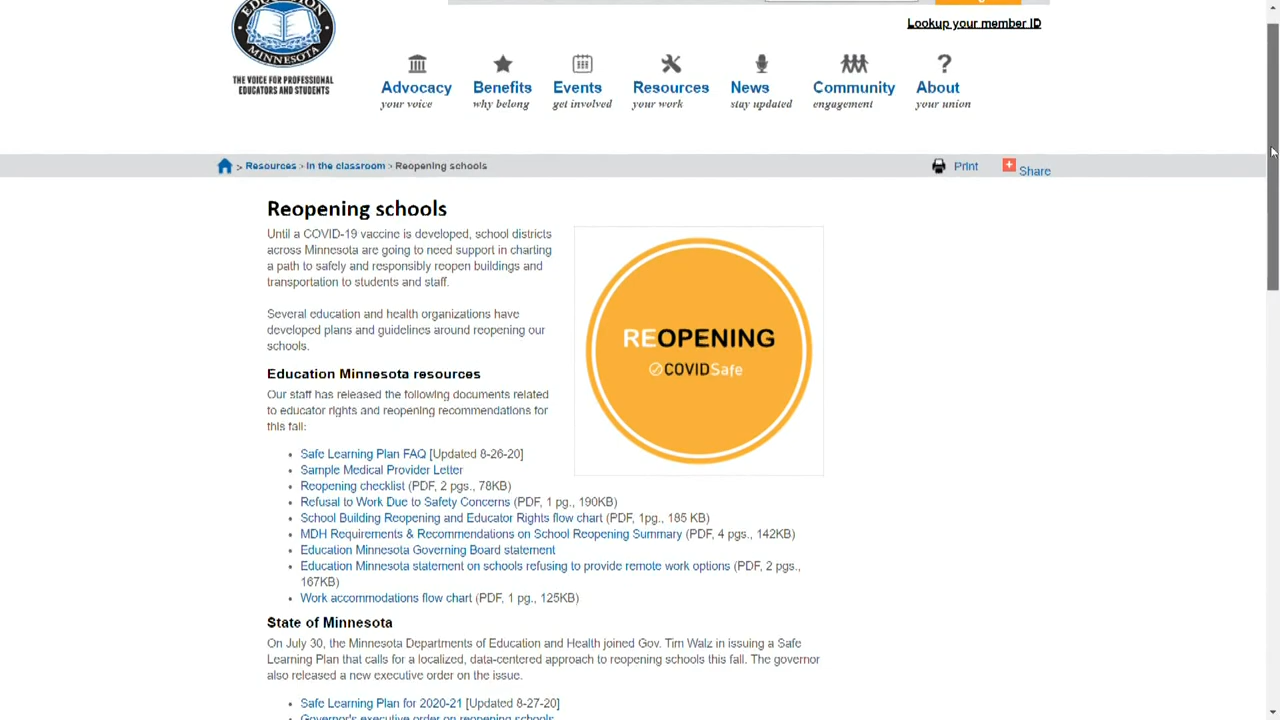 EDUCATION
MINNESOTA
THE VOICE FOR PROFESSIONAL
EDUCATORS AND STUDENTS
Lookup your member ID
Advocacy
your voice
Benefits
why belong
Events
get involved
Resources
your work
News
stay updated
Community
engagement
?
About
your union
> Resources > In the classroom > Reopening schools
Print
Share
Reopening schools
Until a COVID-19 vaccine is developed, school districts
across Minnesota are going to need support in charting
a path to safely and responsibly reopen buildings and
transportation to students and staff.
Several education and health organizations have
developed plans and guidelines around reopening our
schools.
REOPENING
COVIDSafe
Education Minnesota resources
Our staff has released the following documents related
to educator rights and reopening recommendations for
this fall:
• Safe Learning Plan FAQ [Updated 8-26-20]
• Sample Medical Provider Letter
• Reopening checklist (PDF, 2 pgs., 78KB)
• Refusal to Work Due to Safety Concerns (PDF, 1 pg., 190KB)
• School Building Reopening and Educator Rights flow chart (PDF, 1pg., 185 KB)
• MDH Requirements & Recommendations on School Reopening Summary (PDF, 4 pgs., 142KB)
• Education Minnesota Governing Board statement
• Education Minnesota statement on schools refusing to provide remote work options (PDF, 2 pgs.,
167KB)
• Work accommodations flow chart (PDF, 1 pg., 125KB)
State of Minnesota
On July 30, the Minnesota Departments of Education and Health joined Gov. Tim Walz in issuing a Safe
Learning Plan that calls for a localized, data-centered approach to reopening schools this fall. The governor
also released a new executive order on the issue.
• Safe Learning Plan for 2020-21 [Updated 8-27-20]
Governor's executive order on reopening schools